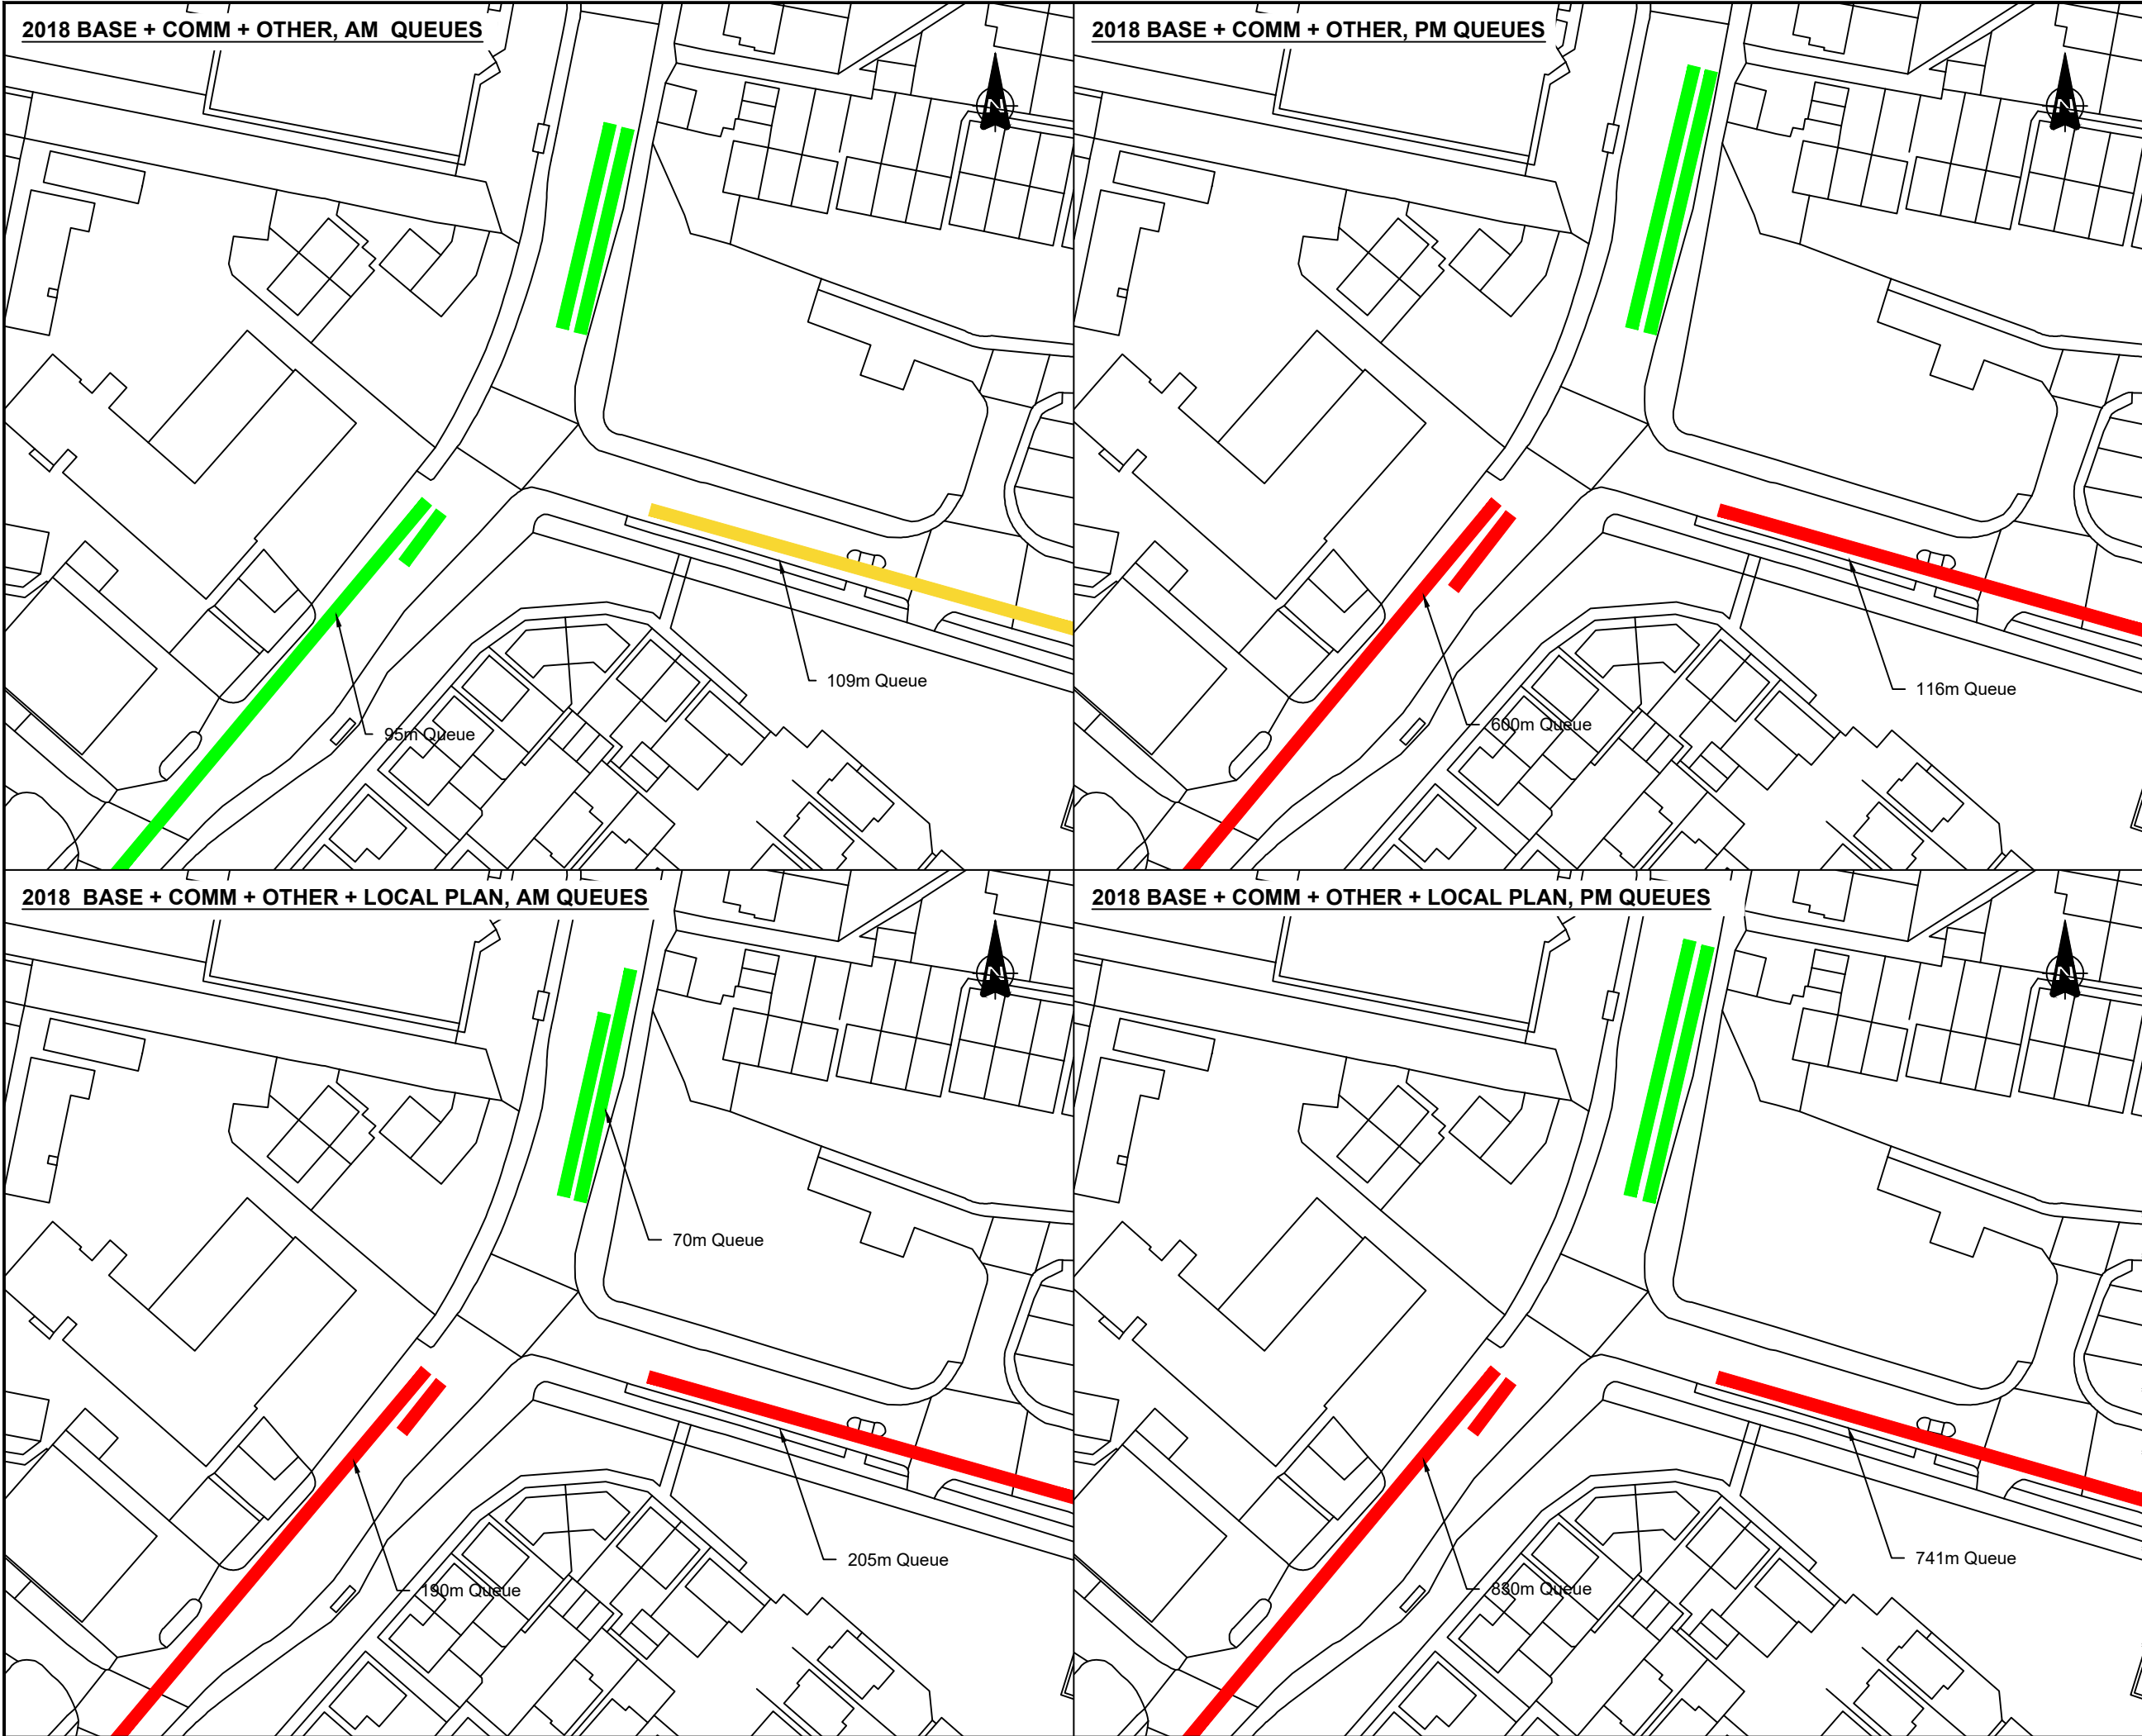 2018 BASE + COMM + OTHER, AM QUEUES
N
109m Queue
95m Queue
2018 BASE + COMM + OTHER, PM QUEUES
N
116m Queue
600m Queue
2018 BASE + COMM + OTHER + LOCAL PLAN, AM QUEUES
N
70m Queue
205m Queue
190m Queue
2018 BASE + COMM + OTHER + LOCAL PLAN, PM QUEUES
N
741m Queue
830m Queue